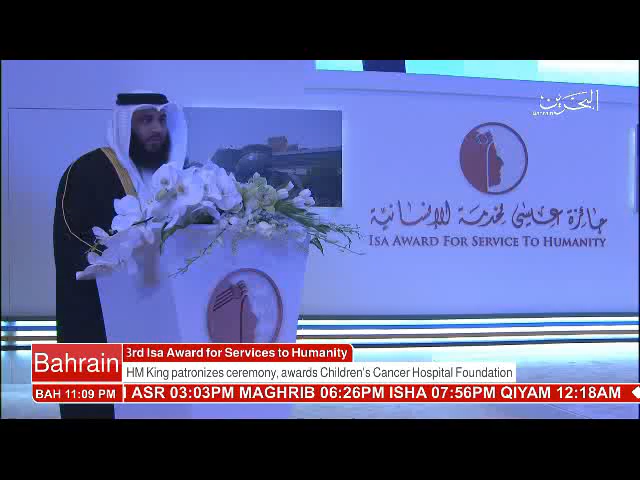 البحرين
BAHRAIN
جائزة عيسى لخدمة الإنسانية
ISA AWARD FOR SERVICE TO HUMANITY
Bahrain
3rd Isa Award for Services to Humanity
HM King patronizes ceremony, awards Children's Cancer Hospital Foundation
BAH 11:09 PM
ASR 03:03PM MAGHRIB 06:26PM ISHA 07:56PM QIYAM 12:18AM